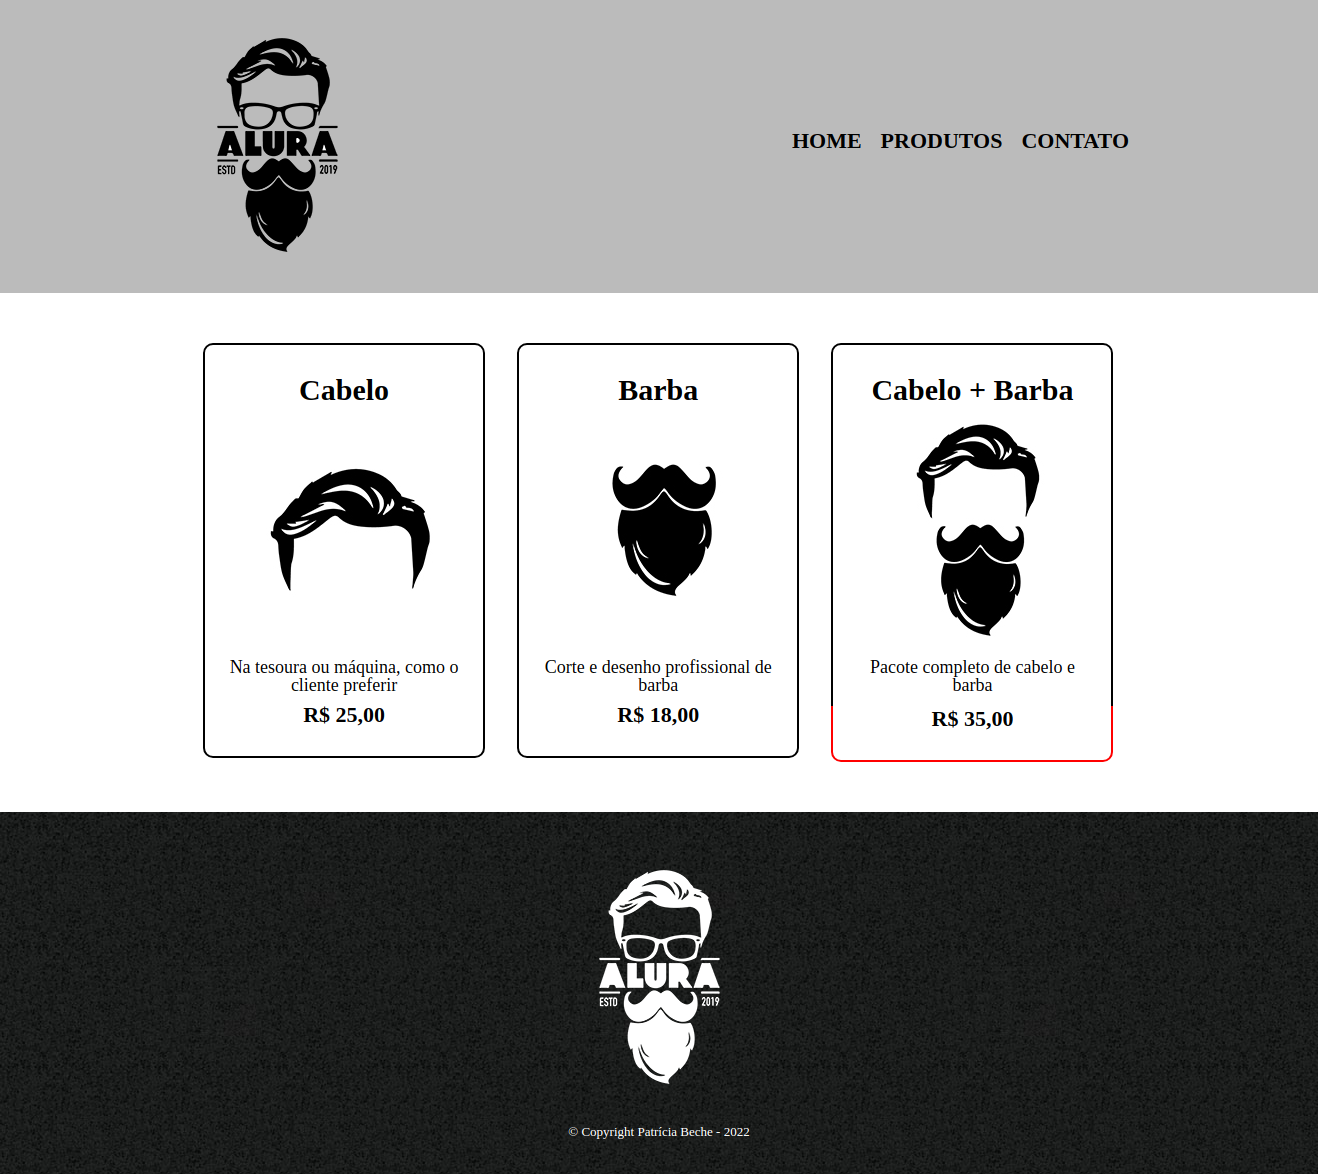 ALURA
ESTD 2019
HOME PRODUTOS CONTATO
Cabelo
Na tesoura ou máquina, como o
cliente preferir
R$ 25,00
Barba
Corte e desenho profissional de
barba
R$ 18,00
Cabelo + Barba
Pacote completo de cabelo e
barba
R$ 35,00
ALURA
ESTD 2019
© Copyright Patrícia Beche - 2022